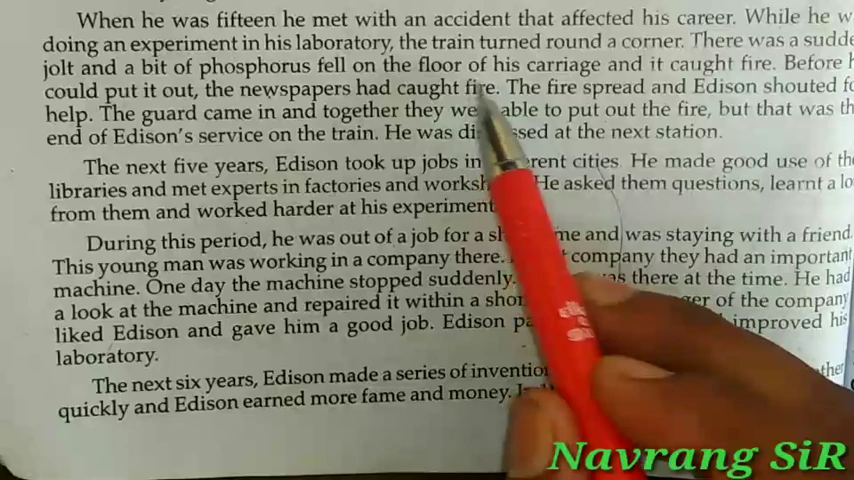 When he was fifteen he met with an accident that affected his career. While he w
doing an experiment in his laboratory, the train turned round a corner. There was a sudde
jolt and a bit of phosphorus fell on the floor of his carriage and it caught fire. Before h
could put it out, the newspapers had caught fire. The fire spread and Edison shouted fo
help. The guard came in and together they we able to put out the fire, but that was th
end of Edison's service on the train. He was di ssed at the next station.
The next five years, Edison took up jobs in erent cities. He made good use of the
libraries and met experts in factories and worksh He asked them questions, learnt a lo
from them and worked harder at his experiment
During this period, he was out of a job for a sh me and was staying with a friend.
This young man was working in a company there. company they had an important
machine. One day the machine stopped suddenly. was there at the time. He had
a look at the machine and repaired it within a shor ger of the company
liked Edison and gave him a good job. Edison pa improved his
laboratory.
The next six years, Edison made a series of inventio ther
quickly and Edison earned more fame and money.
Navrang SiR